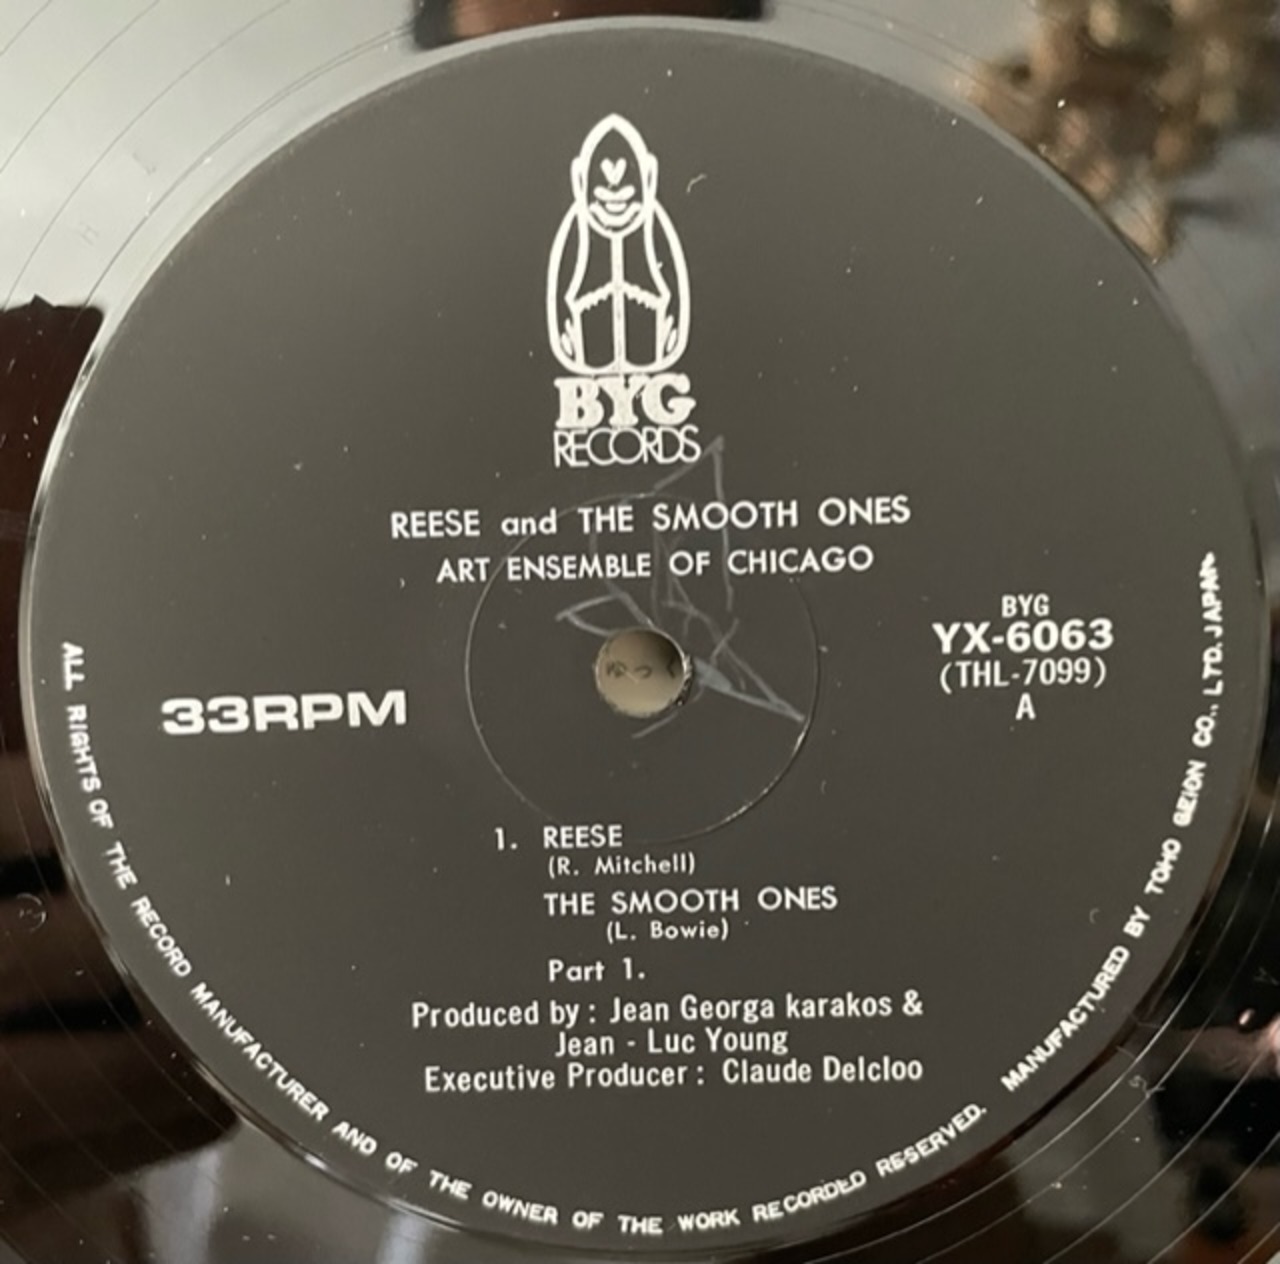 BYG
RECORDS
REESE and THE SMOOTH ONES
ART ENSEMBLE OF CHICAGO
BYG
YX-6063
(THL-7099)
A
33RPM
1. REESE
(R. Mitchell)
THE SMOOTH ONES
(L. Bowie)
Part 1.
Produced by : Jean Georga karakos &
Jean - Luc Young
Executive Producer : Claude Delcloo
ALL RIGHTS OF THE RECORD MANUFACTURER AND OF THE OWNER OF THE WORK RECORDED RESERVED. MANUFACTURED BY TOHO GEION CO., LTD. JAPAN